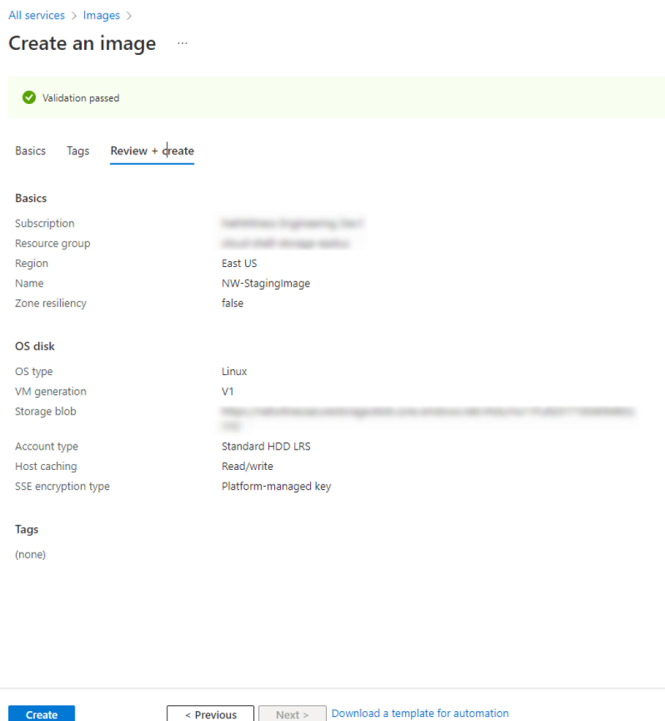 All services > Images >
Create an image ...
Validation passed
Basics Tags Review + create
Basics
Subscription
Resource group
Region East US
Name NW-StagingImage
Zone resiliency false
OS disk
OS type Linux
VM generation V1
Storage blob
Account type Standard HDD LRS
Host caching Read/write
SSE encryption type Platform-managed key
Tags
(none)
Create < Previous Next > Download a template for automation